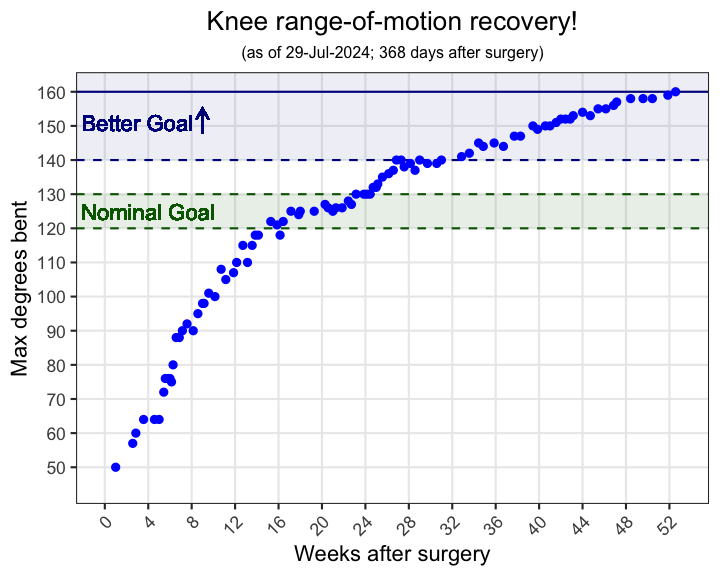 Knee range-of-motion recovery!
(as of 29-Jul-2024; 368 days after surgery)
Max degrees bent
160
150
140
130
120
110
100
90
80
70
60
50
Better Goal
Nominal Goal
0 4 8 12 16 20 24 28 32 36 40 44 48 52
Weeks after surgery